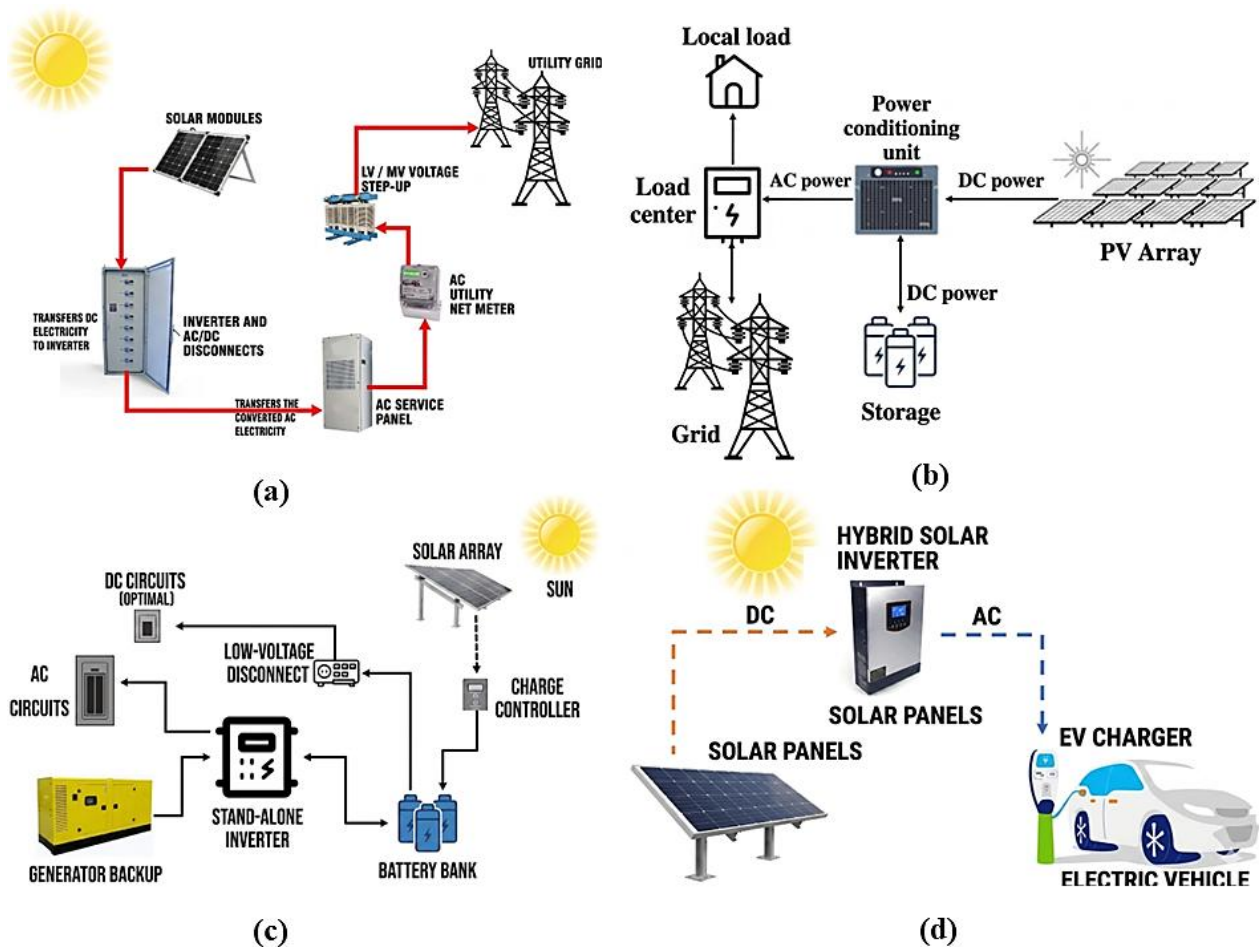 SOLAR MODULES
UTILITY GRID
LV / MV VOLTAGE
STEP-UP
TRANSFERS DC
ELECTRICITY
TO INVERTER
INVERTER AND
AC/DC
DISCONNECTS
AC
UTILITY
NET METER
TRANSFERS THE
CONVERTED AC
ELECTRICITY
AC SERVICE
PANEL
(a)
Local load
Power
conditioning
unit
Load
center
AC power
DC power
PV Array
DC power
Storage
Grid
(b)
SOLAR ARRAY
SUN
DC CIRCUITS
(OPTIMAL)
LOW-VOLTAGE
DISCONNECT
AC
CIRCUITS
CHARGE
CONTROLLER
STAND-ALONE
INVERTER
GENERATOR BACKUP
BATTERY BANK
(c)
HYBRID SOLAR
INVERTER
DC
AC
SOLAR PANELS
SOLAR PANELS
EV CHARGER
ELECTRIC VEHICLE
(d)